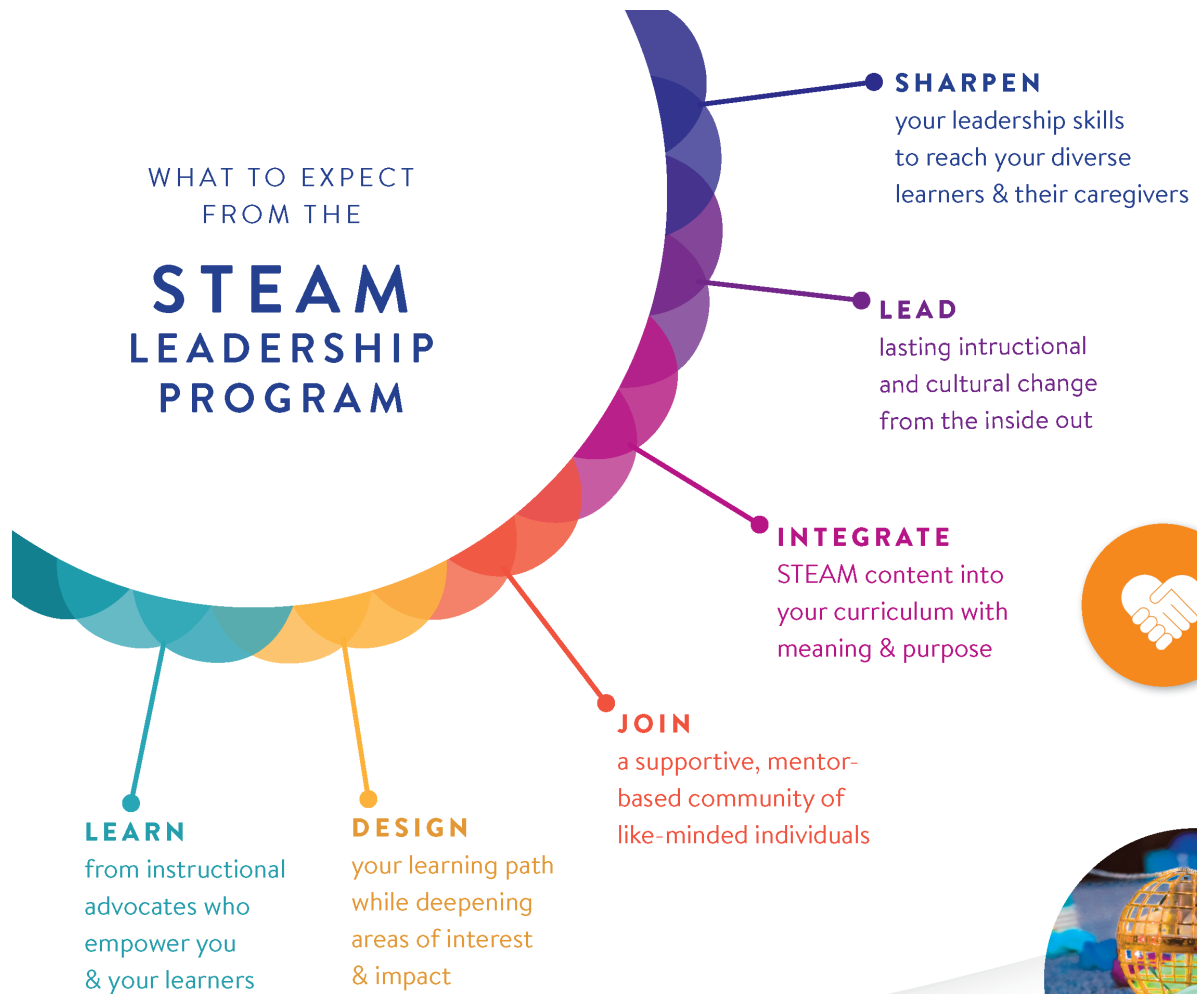 WHAT TO EXPECT
FROM THE
STEAM
LEADERSHIP
PROGRAM
SHARPEN
your leadership skills
to reach your diverse
learners & their caregivers
LEAD
lasting intructional
and cultural change
from the inside out
INTEGRATE
STEAM content into
your curriculum with
meaning & purpose
JOIN
a supportive, mentor-
based community of
like-minded individuals
DESIGN
your learning path
while deepening
areas of interest
& impact
LEARN
from instructional
advocates who
empower you
& your learners